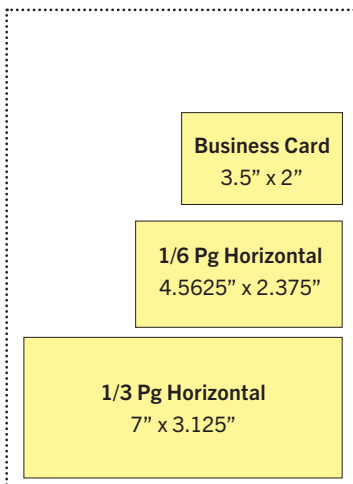 Business Card
3.5” x 2”
1/6 Pg Horizontal
4.5625” x 2.375”
1/3 Pg Horizontal
7” x 3.125”